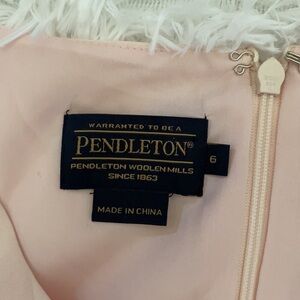 WARRANTED TO BE A
PENDLETON®
PENDLETON WOOLEN MILLS
SINCE 1863
6
MADE IN CHINA